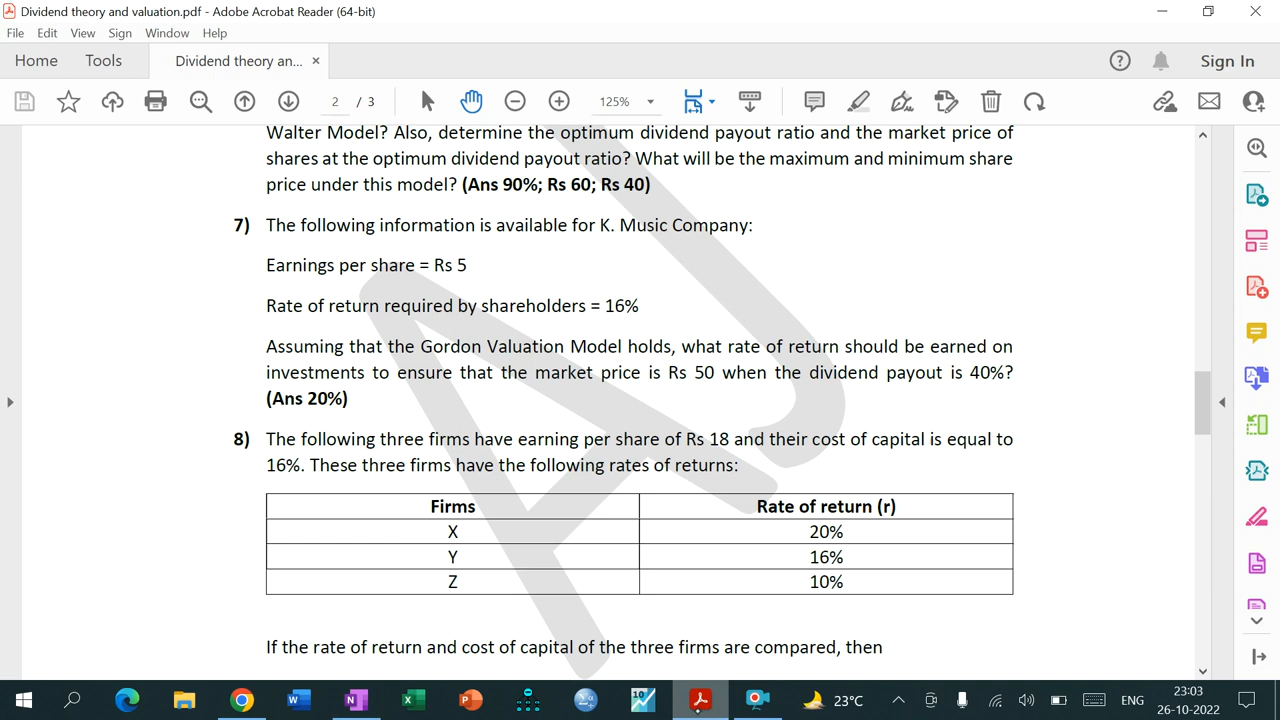 Dividend theory and valuation.pdf - Adobe Acrobat Reader (64-bit)
File Edit View Sign Window Help
Home Tools Dividend theory an... × Sign In
2 / 3 125%
Walter Model? Also, determine the optimum dividend payout ratio and the market price of
shares at the optimum dividend payout ratio? What will be the maximum and minimum share
price under this model? (Ans 90%; Rs 60; Rs 40)
7) The following information is available for K. Music Company:
Earnings per share = Rs 5
Rate of return required by shareholders = 16%
Assuming that the Gordon Valuation Model holds, what rate of return should be earned on
investments to ensure that the market price is Rs 50 when the dividend payout is 40%?
(Ans 20%)
8) The following three firms have earning per share of Rs 18 and their cost of capital is equal to
16%. These three firms have the following rates of returns:
Firms Rate of return (r)
X 20%
Y 16%
Z 10%
If the rate of return and cost of capital of the three firms are compared, then
AJ
23°C ENG 23:03
26-10-2022